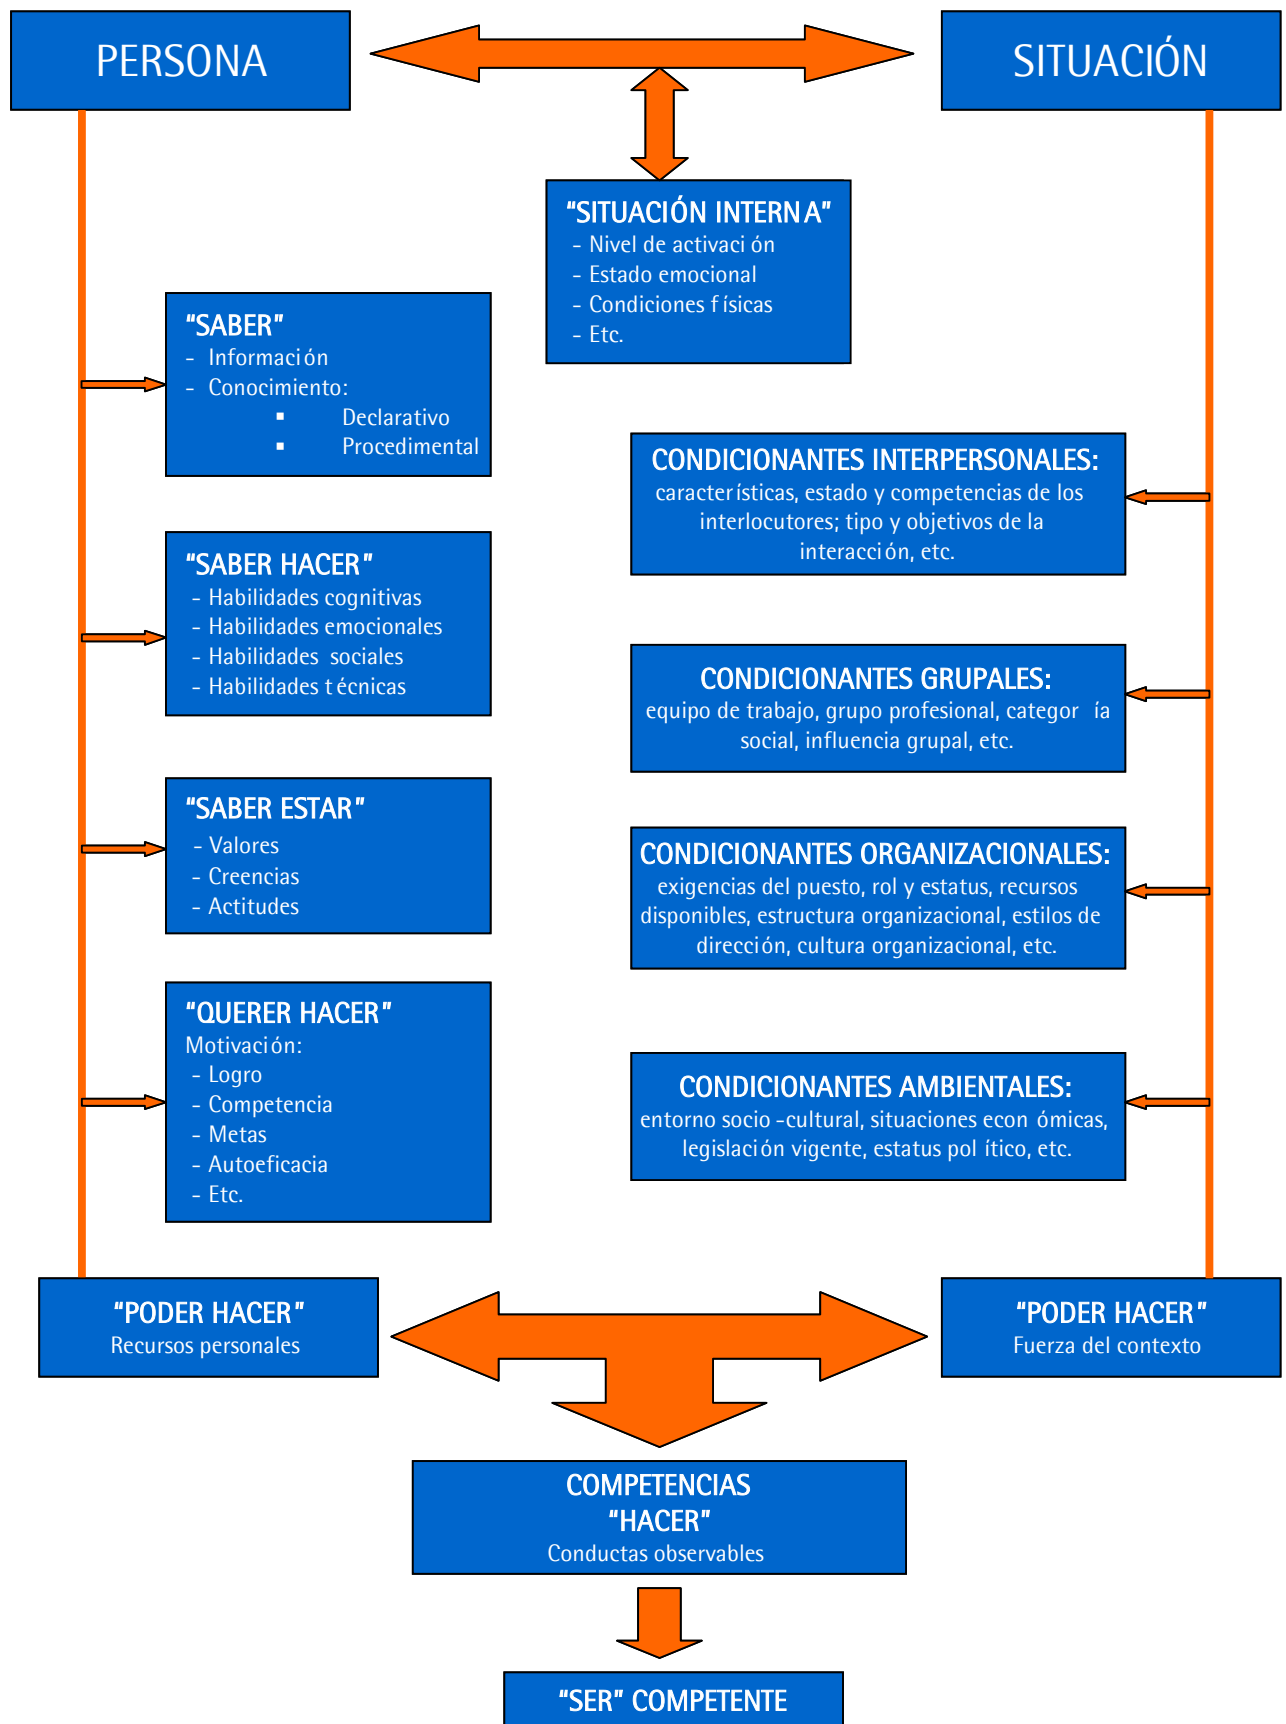 PERSONA
SITUACIÓN
"SITUACIÓN INTERNA"
- Nivel de activación
- Estado emocional
- Condiciones físicas
- Etc.
"SABER"
- Información
- Conocimiento:
▪ Declarativo
▪ Procedimental
"SABER HACER"
- Habilidades cognitivas
- Habilidades emocionales
- Habilidades sociales
- Habilidades técnicas
"SABER ESTAR"
- Valores
- Creencias
- Actitudes
"QUERER HACER"
Motivación:
- Logro
- Competencia
- Metas
- Autoeficacia
- Etc.
CONDICIONANTES INTERPERSONALES:
características, estado y competencias de los
interlocutores; tipo y objetivos de la
interacción, etc.
CONDICIONANTES GRUPALES:
equipo de trabajo, grupo profesional, categoría
social, influencia grupal, etc.
CONDICIONANTES ORGANIZACIONALES:
exigencias del puesto, rol y estatus, recursos
disponibles, estructura organizacional, estilos de
dirección, cultura organizacional, etc.
CONDICIONANTES AMBIENTALES:
entorno socio-cultural, situaciones económicas,
legislación vigente, estatus político, etc.
"PODER HACER"
Recursos personales
"PODER HACER"
Fuerza del contexto
COMPETENCIAS
"HACER"
Conductas observables
"SER" COMPETENTE